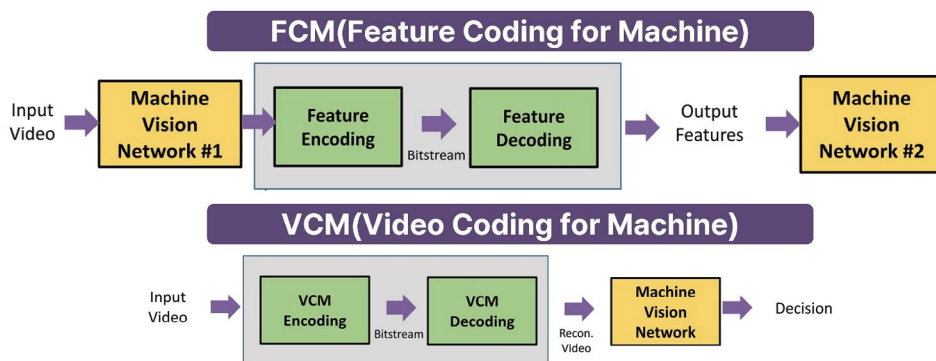 FCM(Feature Coding for Machine)
Input
Video
Machine
Vision
Network #1
Feature
Encoding
Bitstream
Feature
Decoding
Output
Features
Machine
Vision
Network #2
VCM(Video Coding for Machine)
Input
Video
VCM
Encoding
Bitstream
VCM
Decoding
Recon.
Video
Machine
Vision
Network
Decision